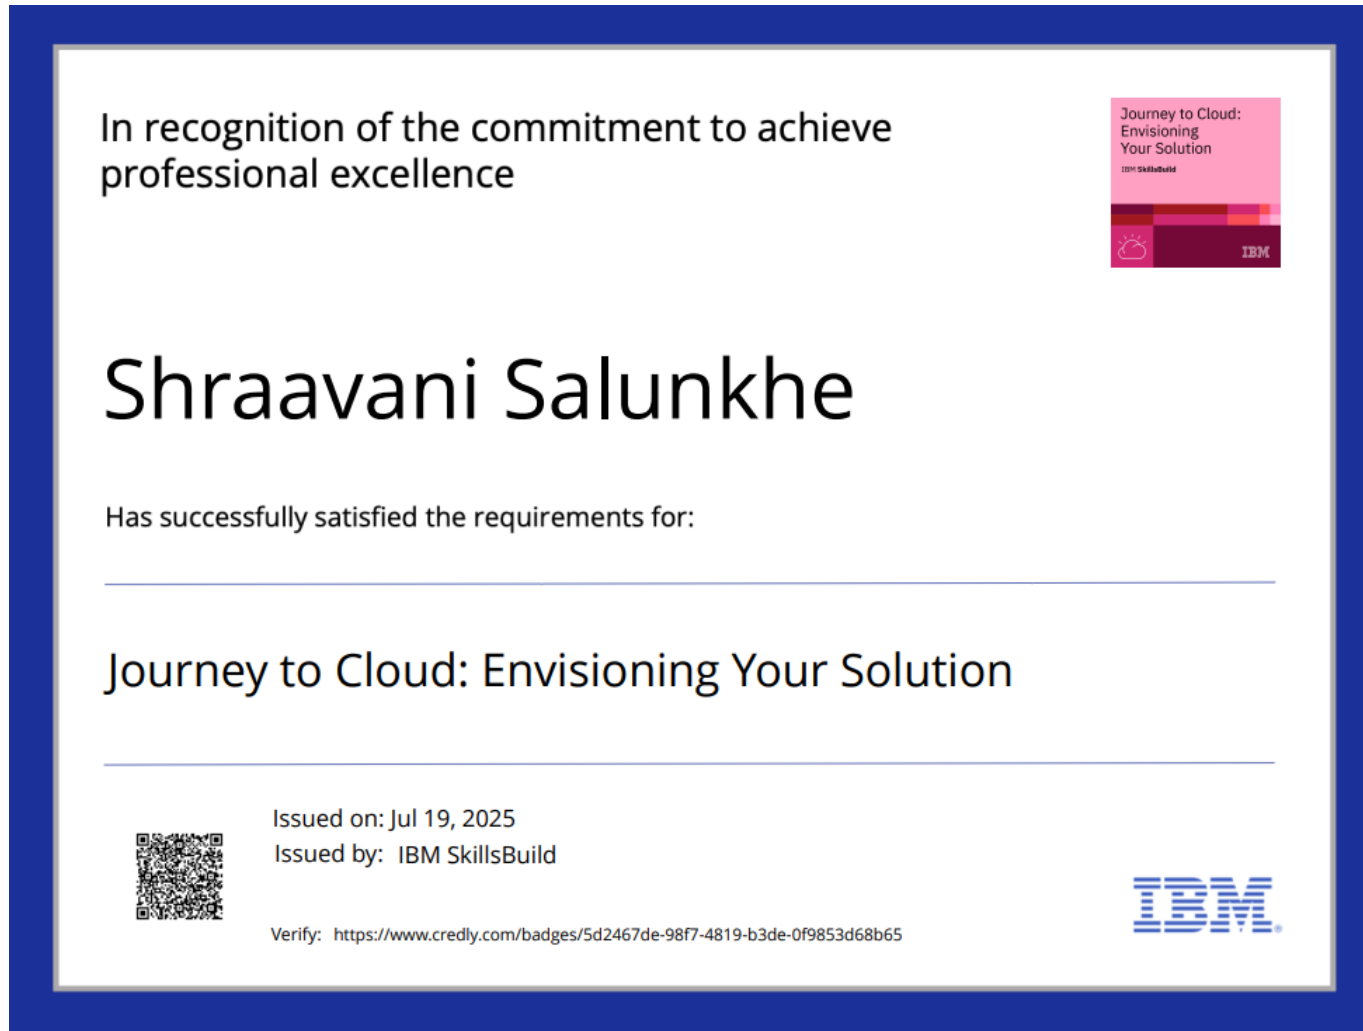 In recognition of the commitment to achieve
professional excellence
Journey to Cloud:
Envisioning
Your Solution
IBM SkillsBuild
IBM
Shraavani Salunkhe
Has successfully satisfied the requirements for:
Journey to Cloud: Envisioning Your Solution
Issued on: Jul 19, 2025
Issued by: IBM SkillsBuild
Verify: https://www.credly.com/badges/5d2467de-98f7-4819-b3de-0f9853d68b65
IBM®